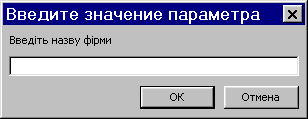 Введите значение параметра
Введіть назву фірми
OK
Отмена